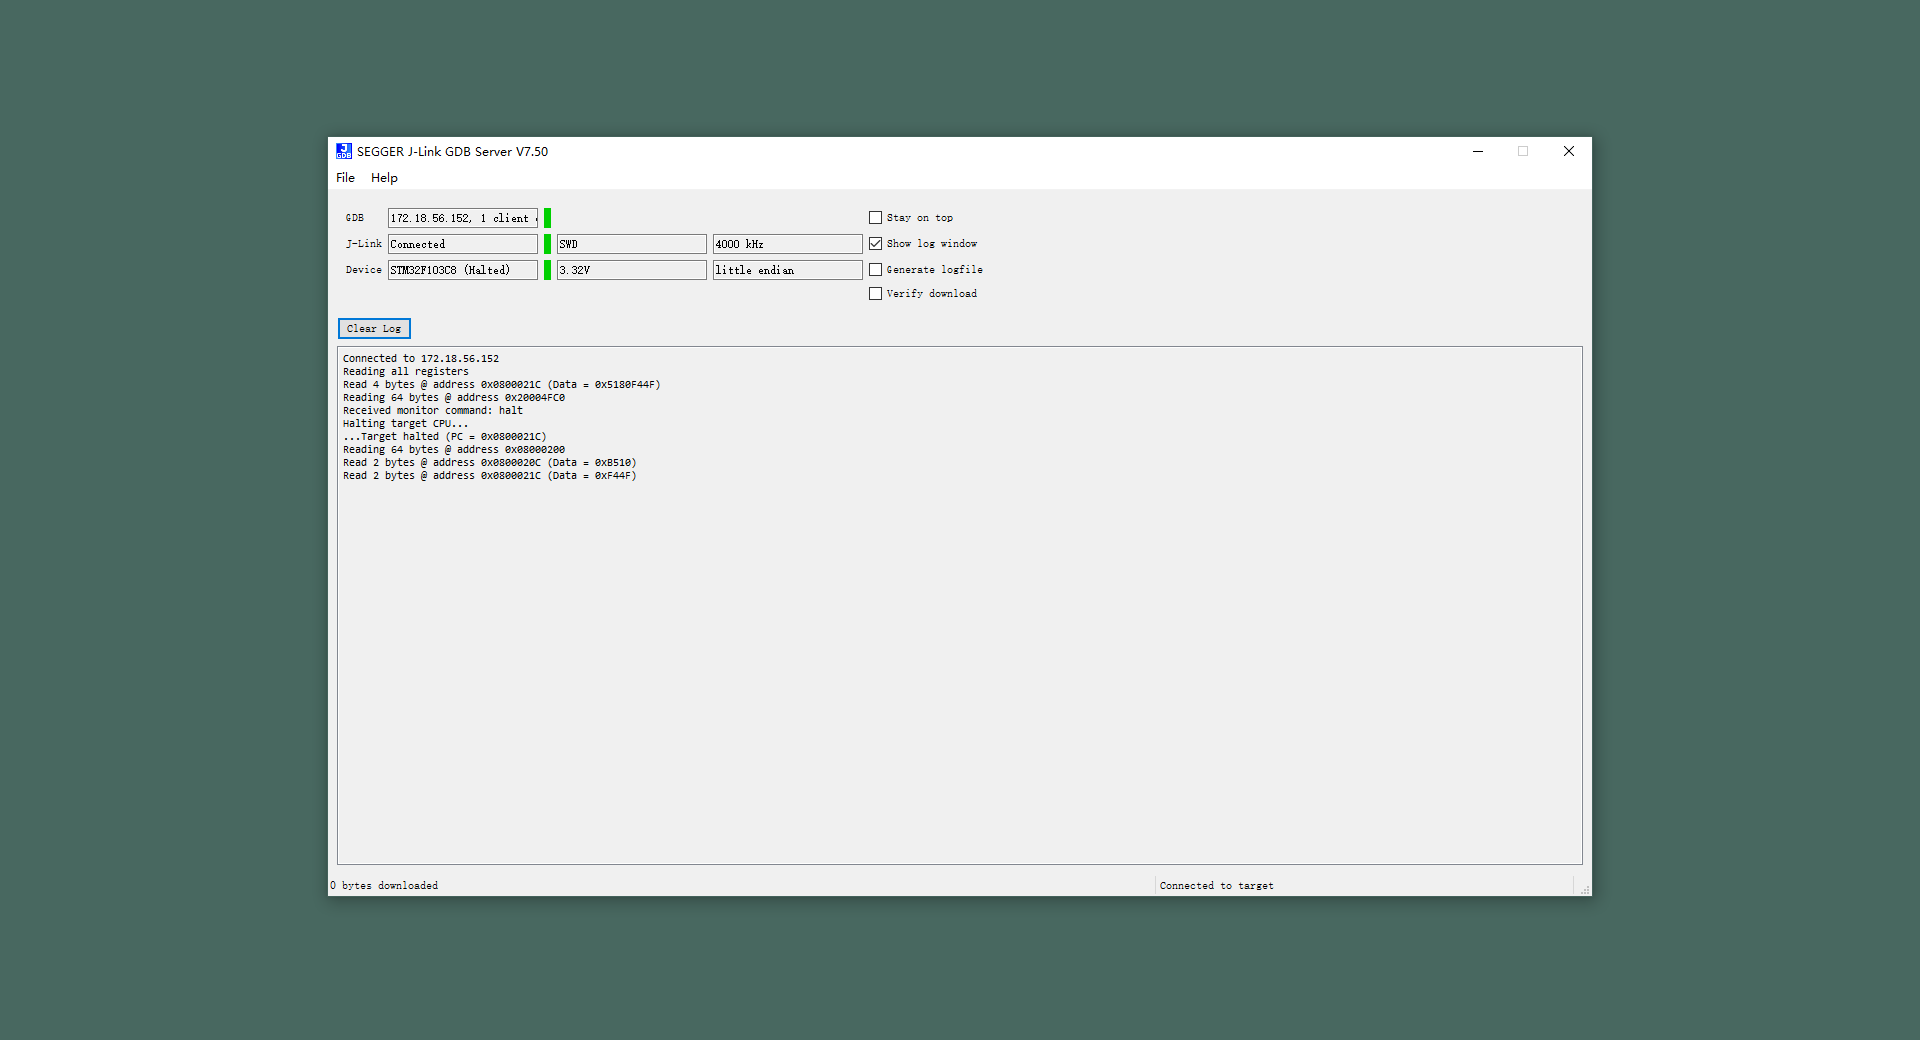 SEGGER J-Link GDB Server V7.50
File Help
GDB 172.18.56.152, 1 client Stay on top
J-Link Connected SWD 4000 kHz Show log window
Device STM32F103C8 (Halted) 3.32V little endian Generate logfile
Verify download
Clear Log
Connected to 172.18.56.152
Reading all registers
Read 4 bytes @ address 0x0800021C (Data = 0x5180F44F)
Reading 64 bytes @ address 0x20004FC0
Received monitor command: halt
Halting target CPU...
...Target halted (PC = 0x0800021C)
Reading 64 bytes @ address 0x08000200
Read 2 bytes @ address 0x0800020C (Data = 0xB510)
Read 2 bytes @ address 0x0800021C (Data = 0xF44F)
0 bytes downloaded Connected to target